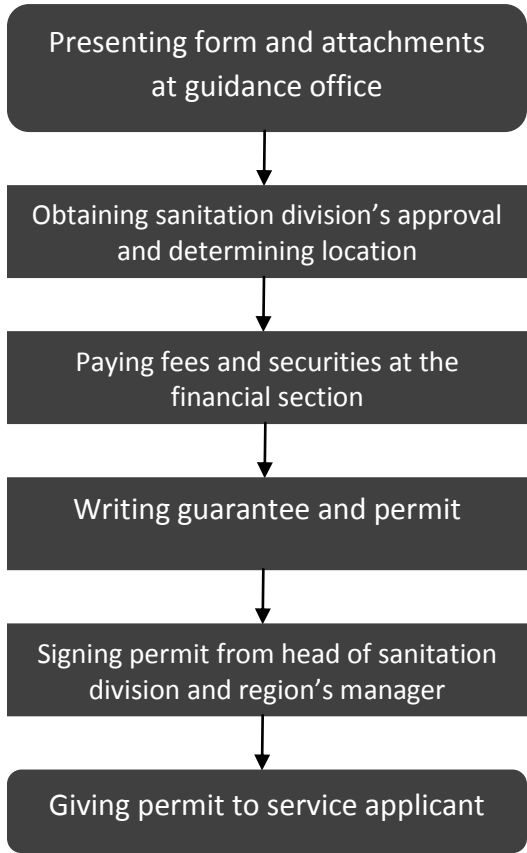 Presenting form and attachments
at guidance office
Obtaining sanitation division’s approval
and determining location
Paying fees and securities at the
financial section
Writing guarantee and permit
Signing permit from head of sanitation
division and region’s manager
Giving permit to service applicant